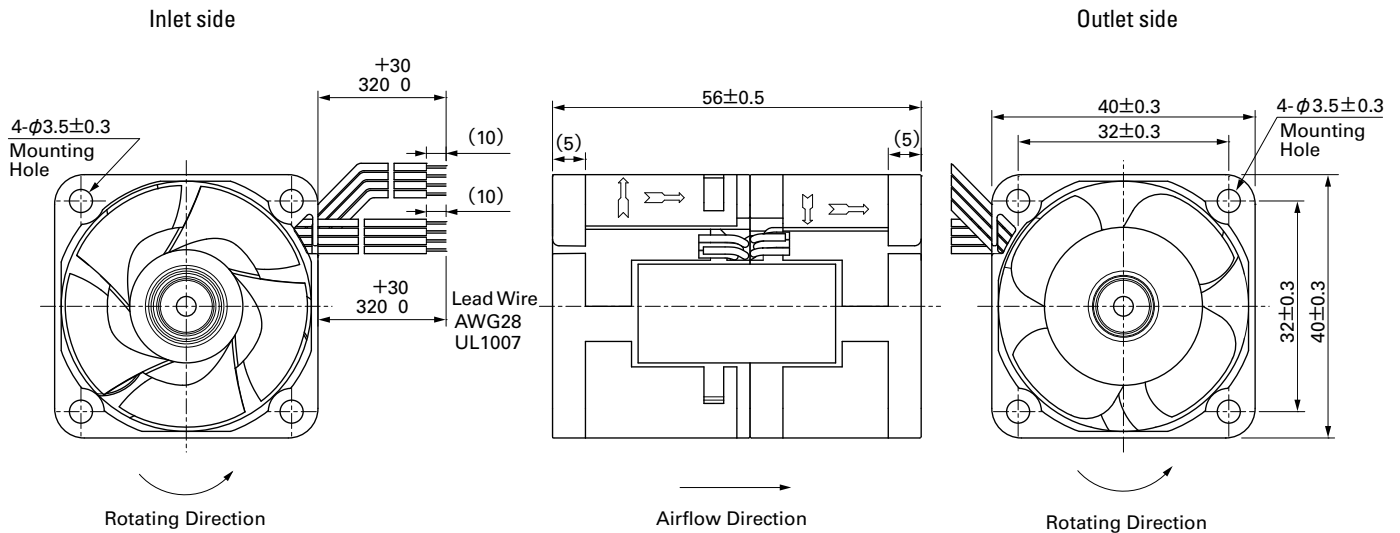 Inlet side
Outlet side
+30
320 0
56±0.5
40±0.3
4-φ3.5±0.3
Mounting
Hole
4-φ3.5±0.3
Mounting
Hole
32±0.3
(10)
(5)
(5)
(10)
+30
320 0
Lead Wire
AWG28
UL1007
32±0.3
40±0.3
Rotating Direction
Airflow Direction
Rotating Direction